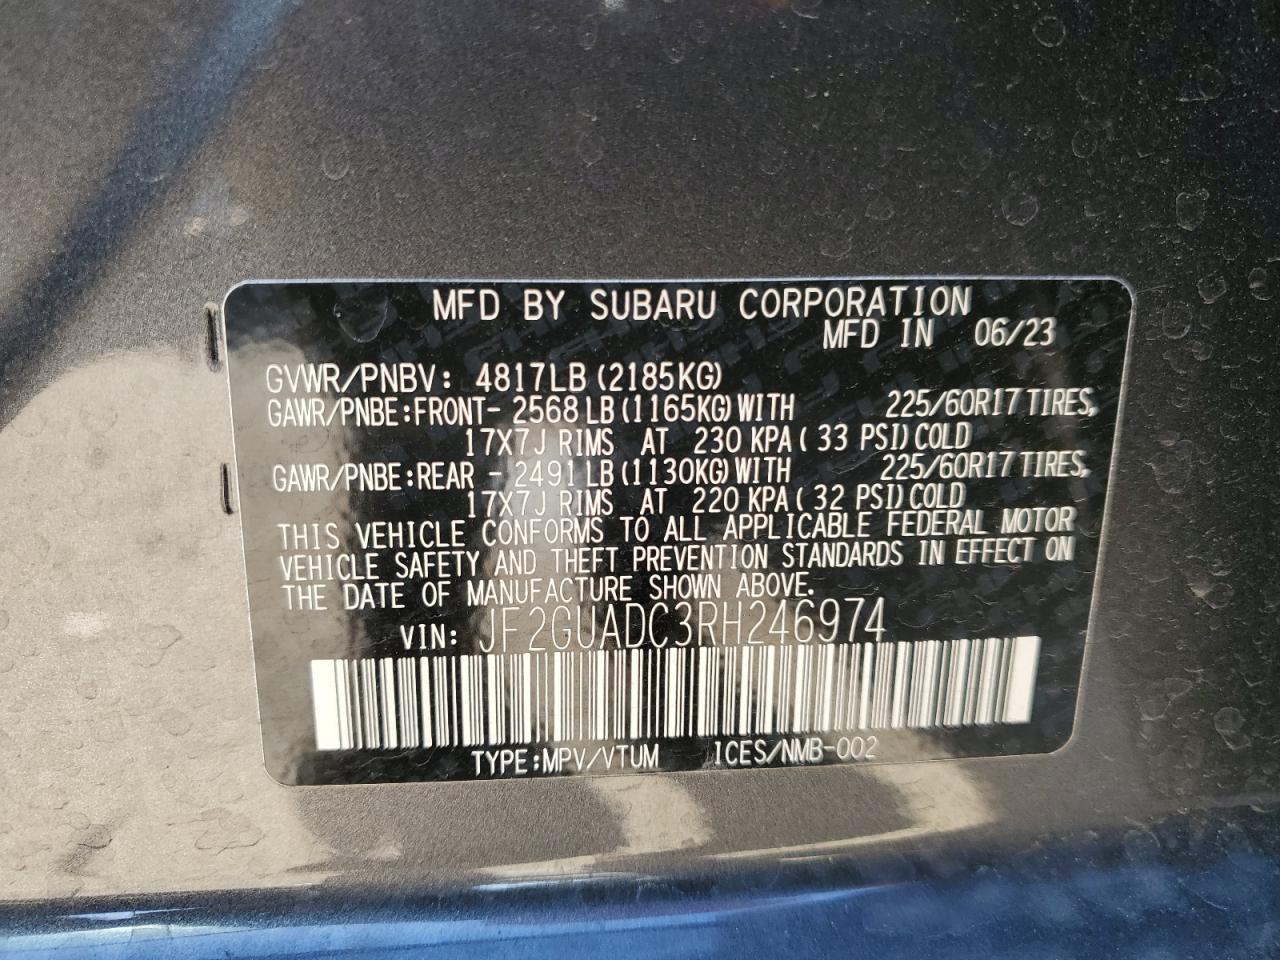 MFD BY SUBARU CORPORATION
MFD IN 06/23
GVWR/PNBV: 4817LB (2185KG)
GAWR/PNBE:FRONT- 2568 LB (1165KG) WITH 225/60R17 TIRES,
17X7J RIMS AT 230 KPA ( 33 PSI) COLD
GAWR/PNBE:REAR - 2491 LB (1130KG) WITH 225/60R17 TIRES,
17X7J RIMS AT 220 KPA ( 32 PSI) COLD
THIS VEHICLE CONFORMS TO ALL APPLICABLE FEDERAL MOTOR
VEHICLE SAFETY AND THEFT PREVENTION STANDARDS IN EFFECT ON
THE DATE OF MANUFACTURE SHOWN ABOVE.
VIN: JF2GUADC3RH246974
TYPE:MPV/VTUM ICES/NMB-002